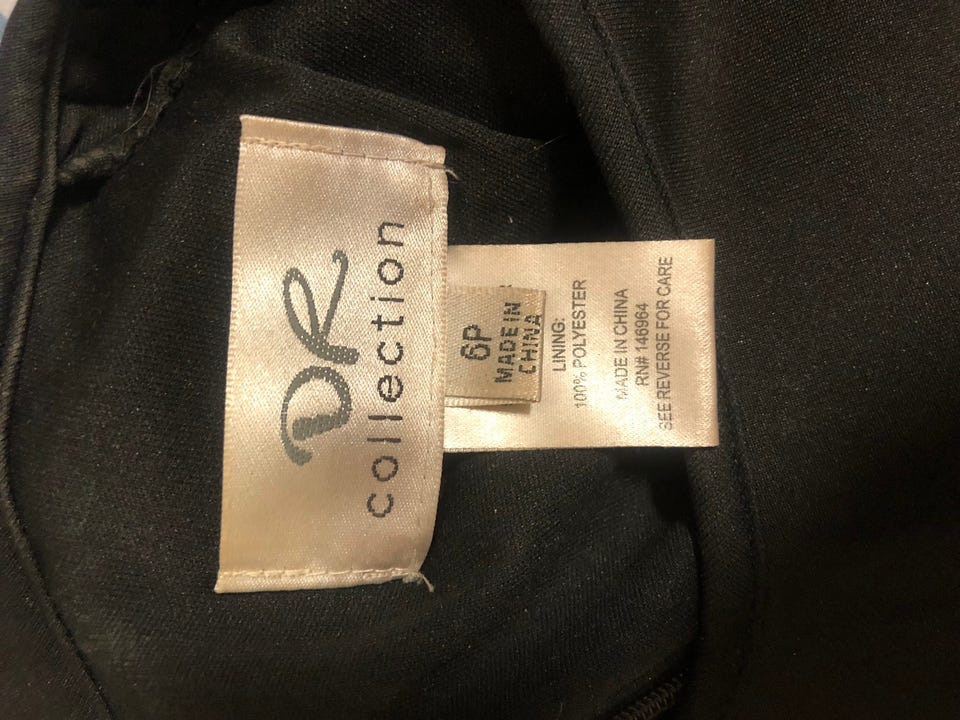 DR
collection
6P
MADE IN
CHINA
LINING:
100% POLYESTER
MADE IN CHINA
RN# 146964
SEE REVERSE FOR CARE